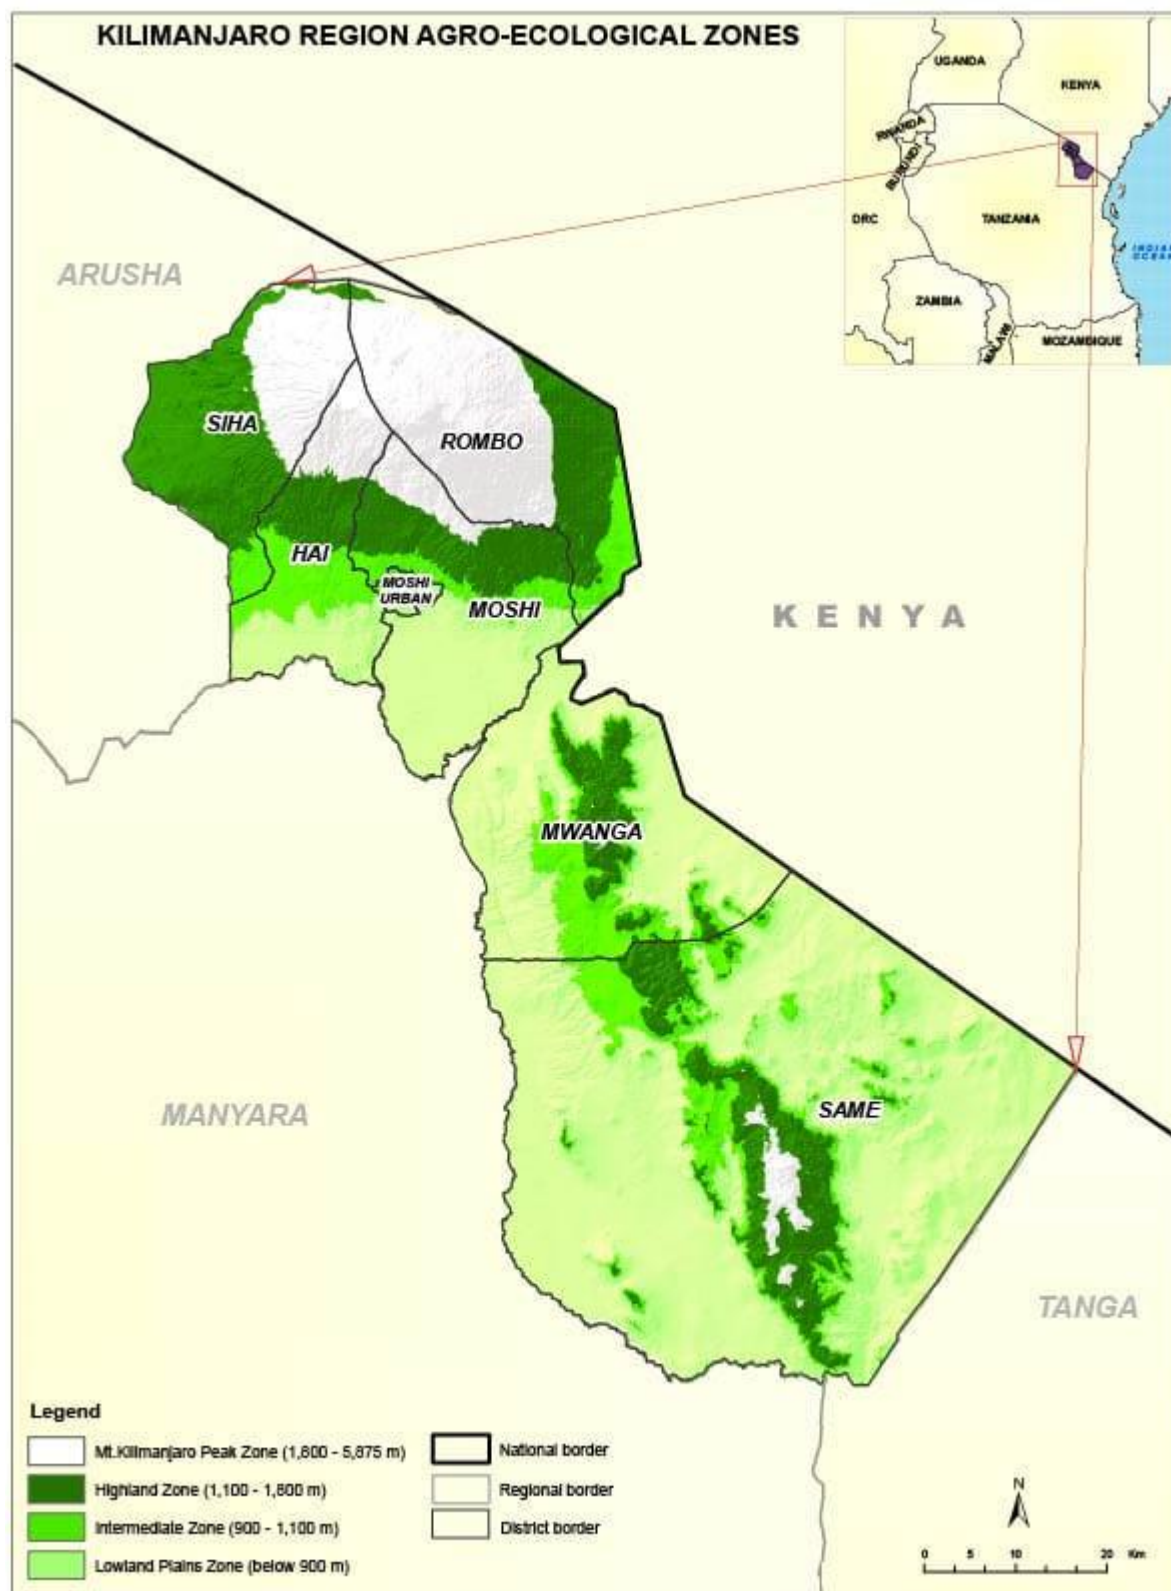 KILIMANJARO REGION AGRO-ECOLOGICAL ZONES
UGANDA
KENYA
RWANDA
BURUNDI
DRC
TANZANIA
INDIAN
OCEAN
ZAMBIA
MALAWI
MOZAMBIQUE
ARUSHA
SIHA
ROMBO
HAI
MOSHI
URBAN
MOSHI
KENYA
MWANGA
SAME
MANYARA
TANGA
Legend
Mt.Kilimanjaro Peak Zone (1,800 - 5,875 m)
Highland Zone (1,100 - 1,800 m)
Intermediate Zone (900 - 1,100 m)
Lowland Plains Zone (below 900 m)
National border
Regional border
District border
N
0 5 10 20 Km